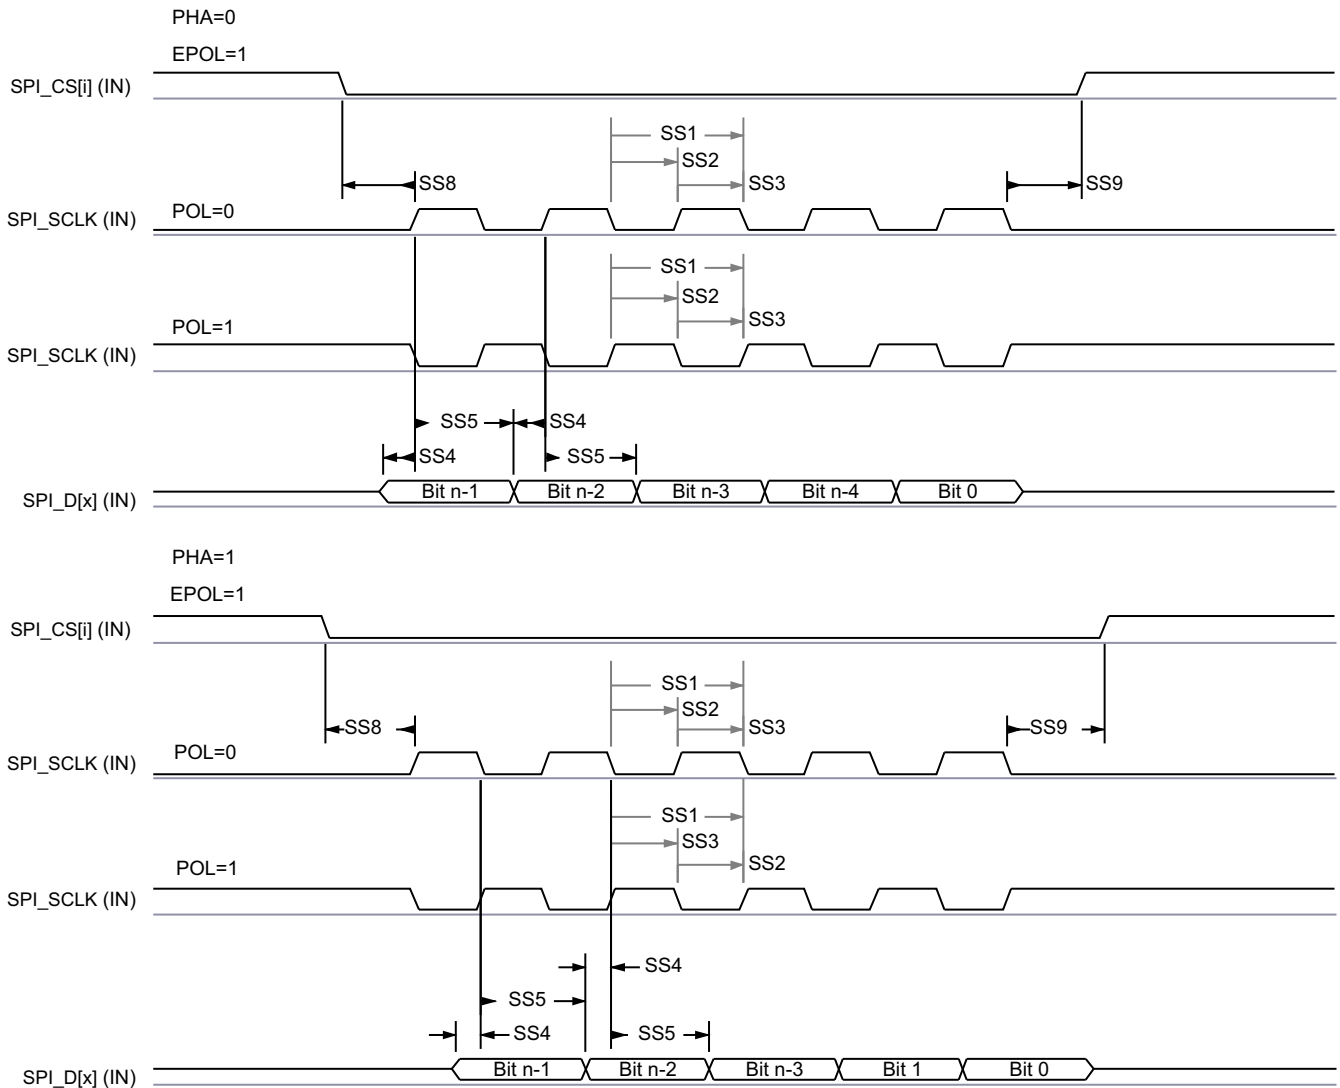 PHA=0
EPOL=1
SPI_CS[i] (IN)
SS1
SS2
SS8
SS3
SS9
POL=0
SPI_SCLK (IN)
SS1
SS2
SS3
POL=1
SPI_SCLK (IN)
SS5
SS4
SS4
SS5
Bit n-1
Bit n-2
Bit n-3
Bit n-4
Bit 0
SPI_D[x] (IN)
PHA=1
EPOL=1
SPI_CS[i] (IN)
SS1
SS2
SS8
SS3
SS9
POL=0
SPI_SCLK (IN)
SS1
SS3
SS2
POL=1
SPI_SCLK (IN)
SS4
SS5
SS4
SS5
Bit n-1
Bit n-2
Bit n-3
Bit 1
Bit 0
SPI_D[x] (IN)